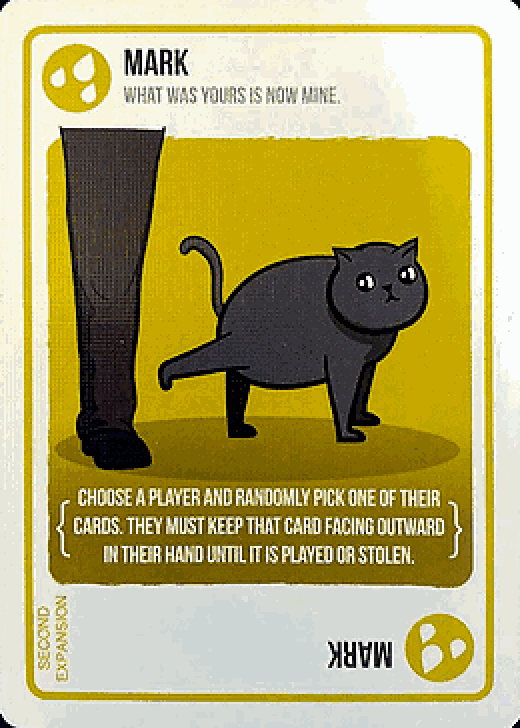 MARK
WHAT WAS YOURS IS NOW MINE.
CHOOSE A PLAYER AND RANDOMLY PICK ONE OF THEIR
CARDS. THEY MUST KEEP THAT CARD FACING OUTWARD
IN THEIR HAND UNTIL IT IS PLAYED OR STOLEN.
SECOND
EXPANSION
MARK